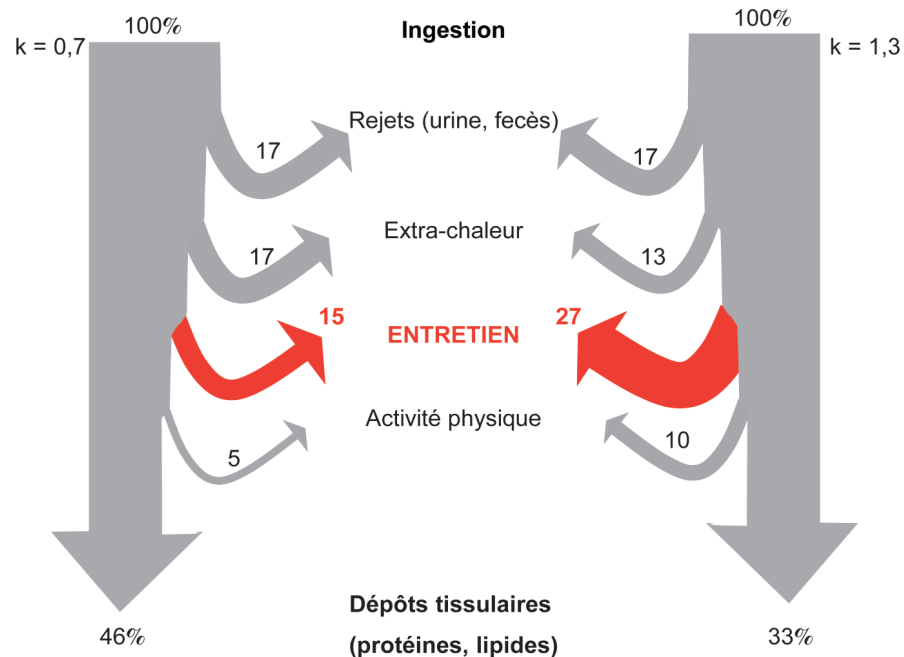 100%
Ingestion
100%
k = 0,7
k = 1,3
Rejets (urine, fecès)
17
17
Extra-chaleur
17
13
15
ENTRETIEN
27
Activité physique
5
10
Dépôts tissulaires
(protéines, lipides)
46%
33%